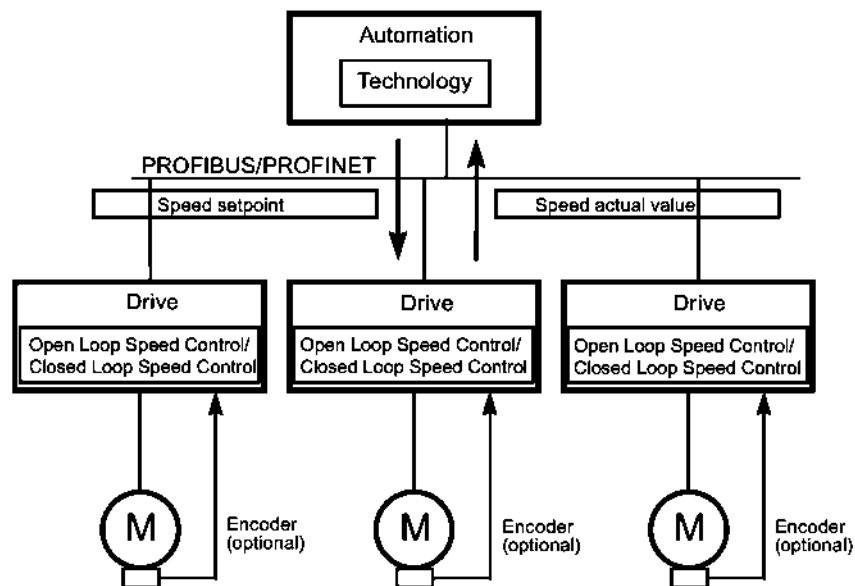 Automation
Technology
PROFIBUS/PROFINET
Speed setpoint
Speed actual value
Drive
Open Loop Speed Control/
Closed Loop Speed Control
Drive
Open Loop Speed Control/
Closed Loop Speed Control
Drive
Open Loop Speed Control/
Closed Loop Speed Control
M
Encoder
(optional)
M
Encoder
(optional)
M
Encoder
(optional)